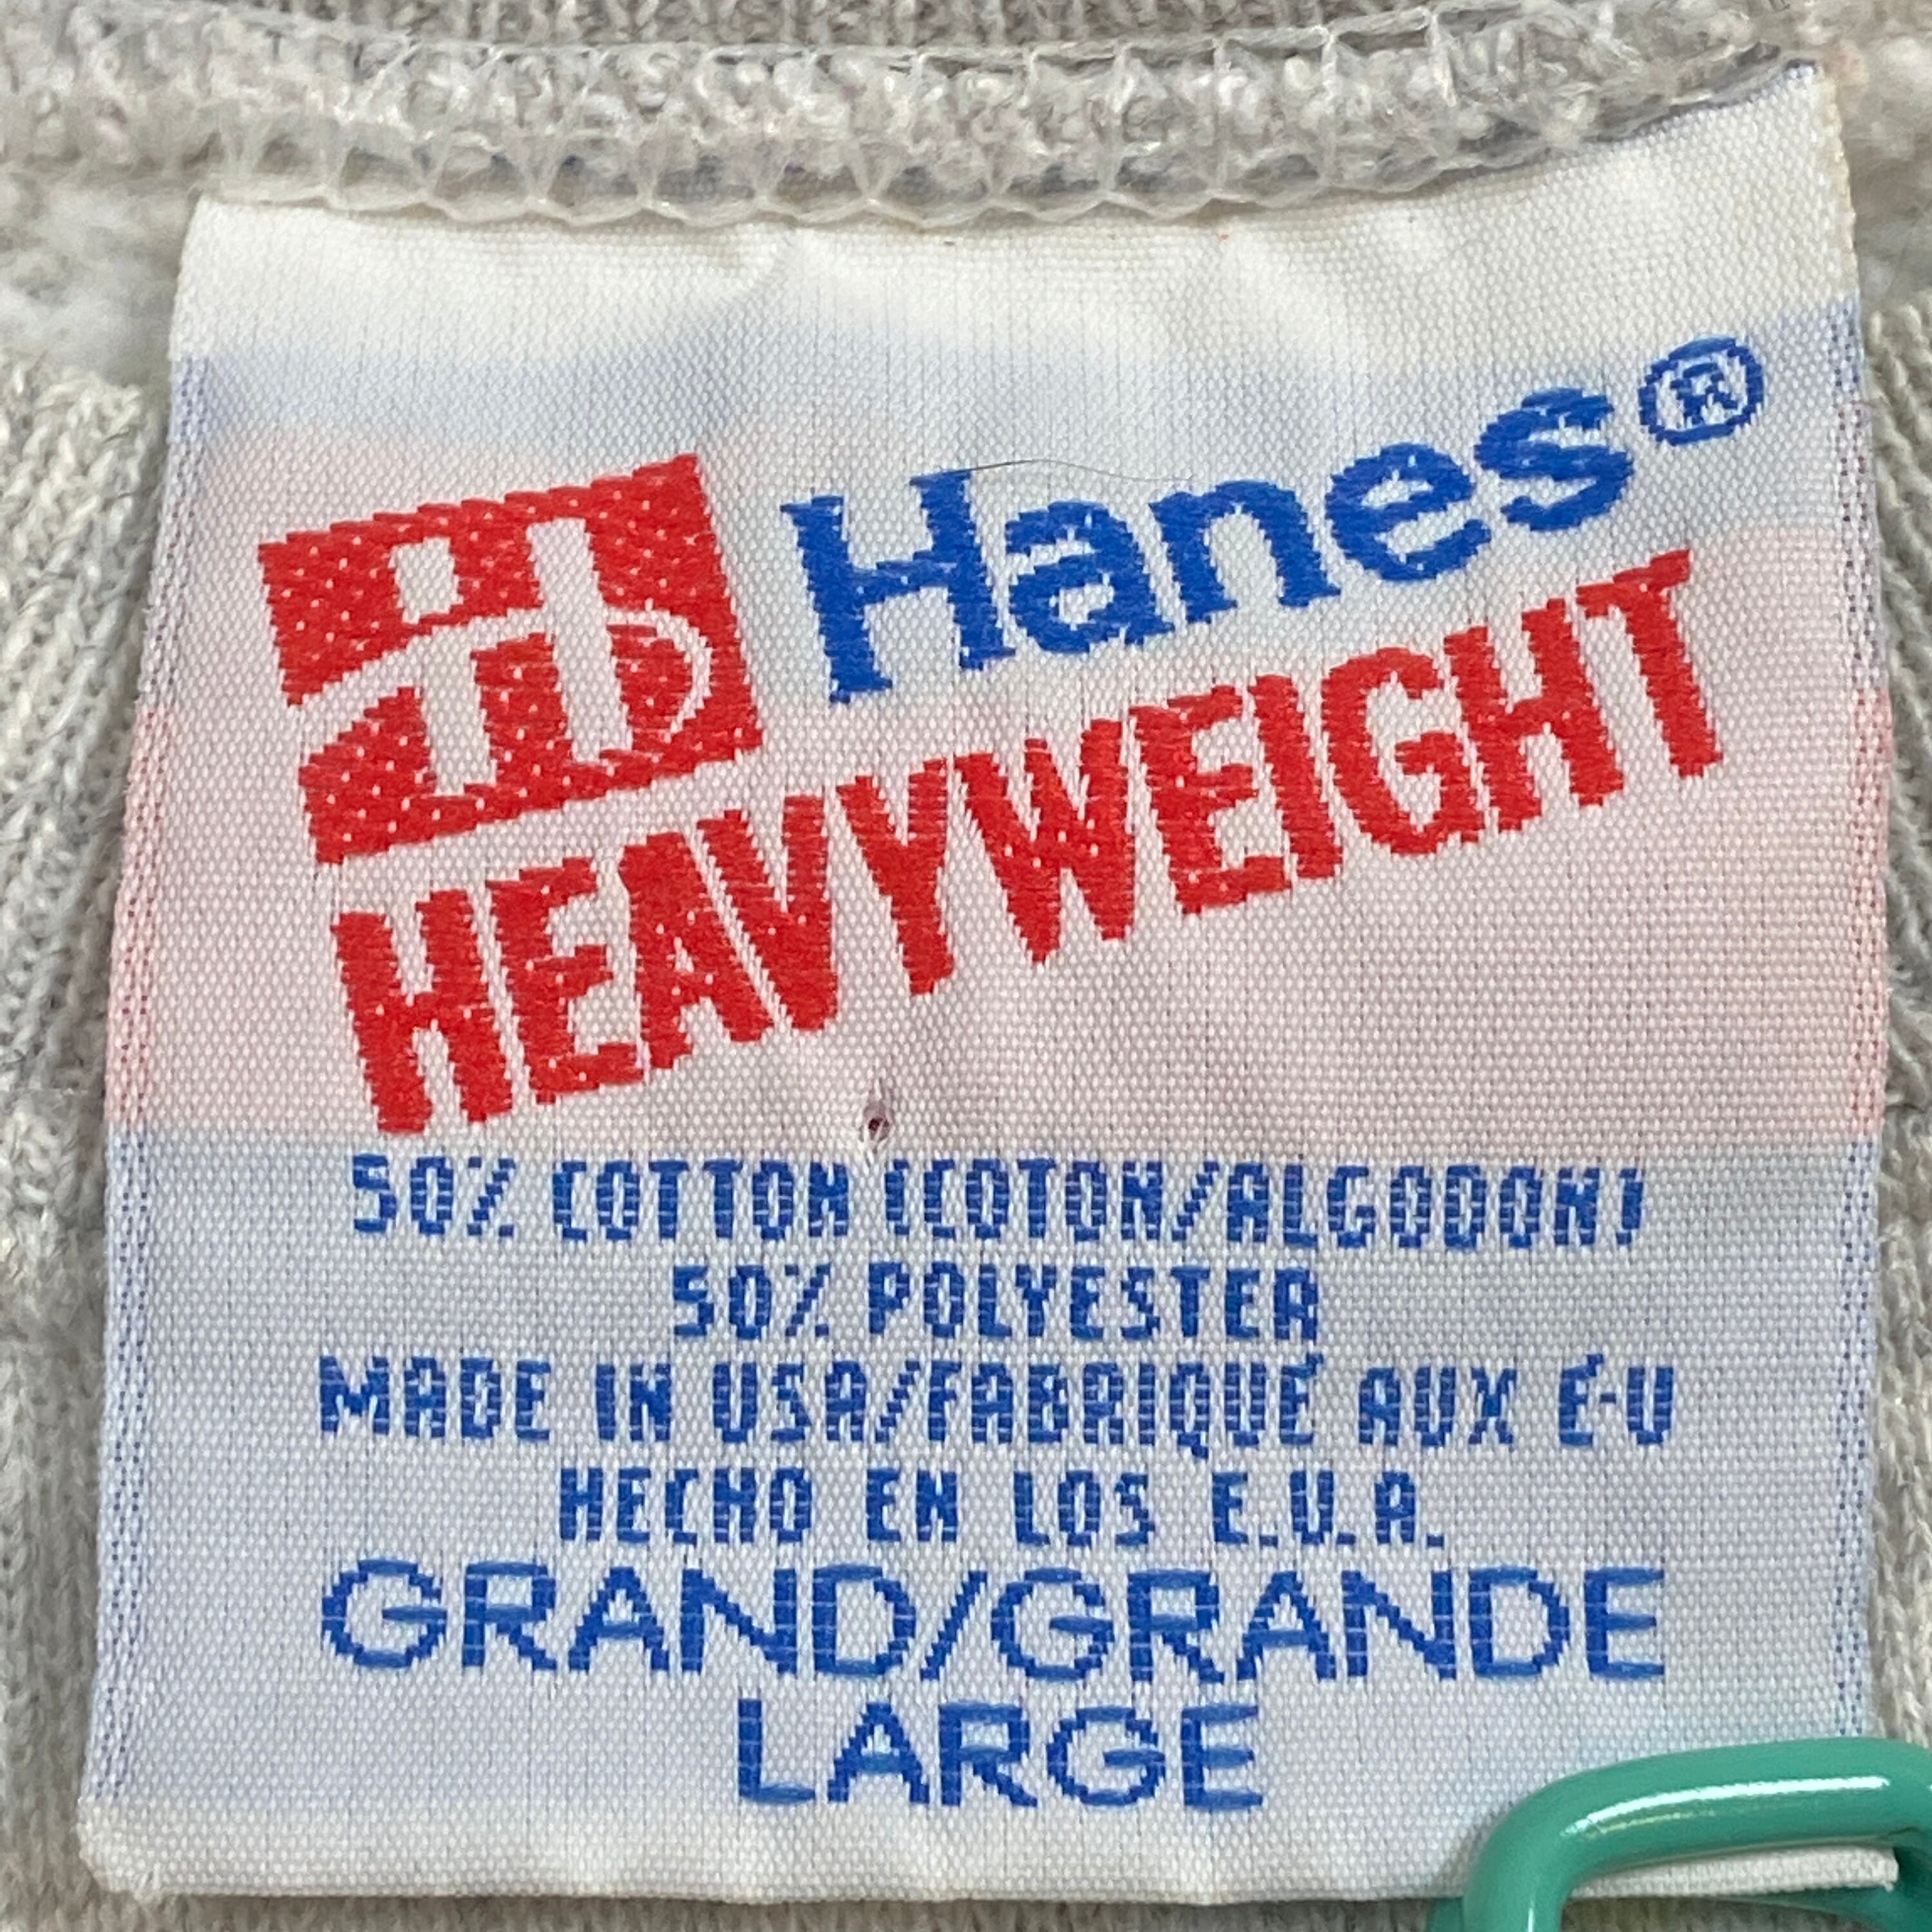 Hanes®
HEAVYWEIGHT
50% COTTON (COTON/ALGODON)
50% POLYESTER
MADE IN USA/FABRIQUÉ AUX É-U
HECHO EN LOS E.U.A.
GRAND/GRANDE
LARGE